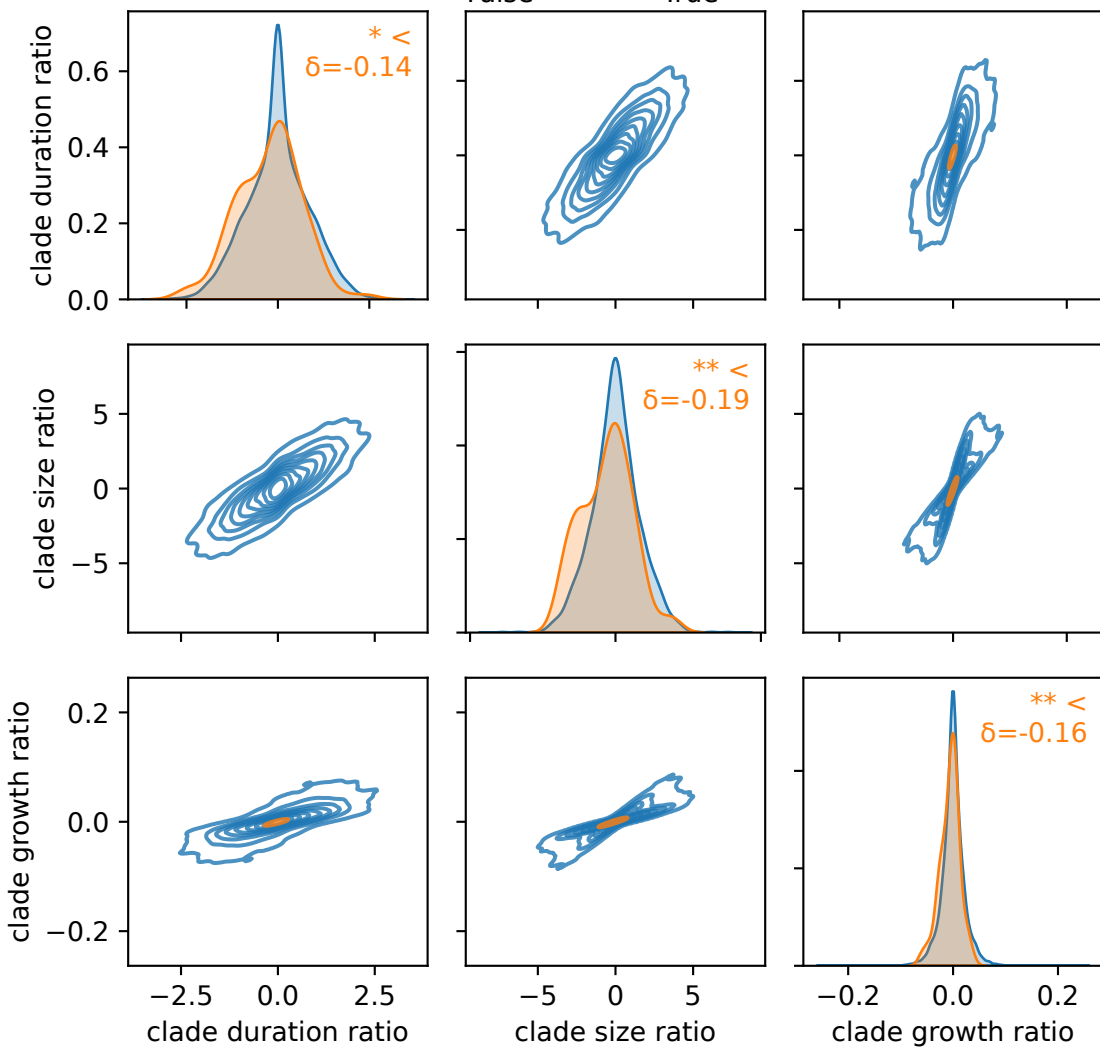 clade duration ratio
0.6
0.4
0.2
0.0
* <
δ=-0.14
clade size ratio
5
0
−5
** <
δ=-0.19
clade growth ratio
0.2
0.0
−0.2
** <
δ=-0.16
−2.5 0.0 2.5
−5 0 5
−0.2 0.0 0.2
clade duration ratio
clade size ratio
clade growth ratio